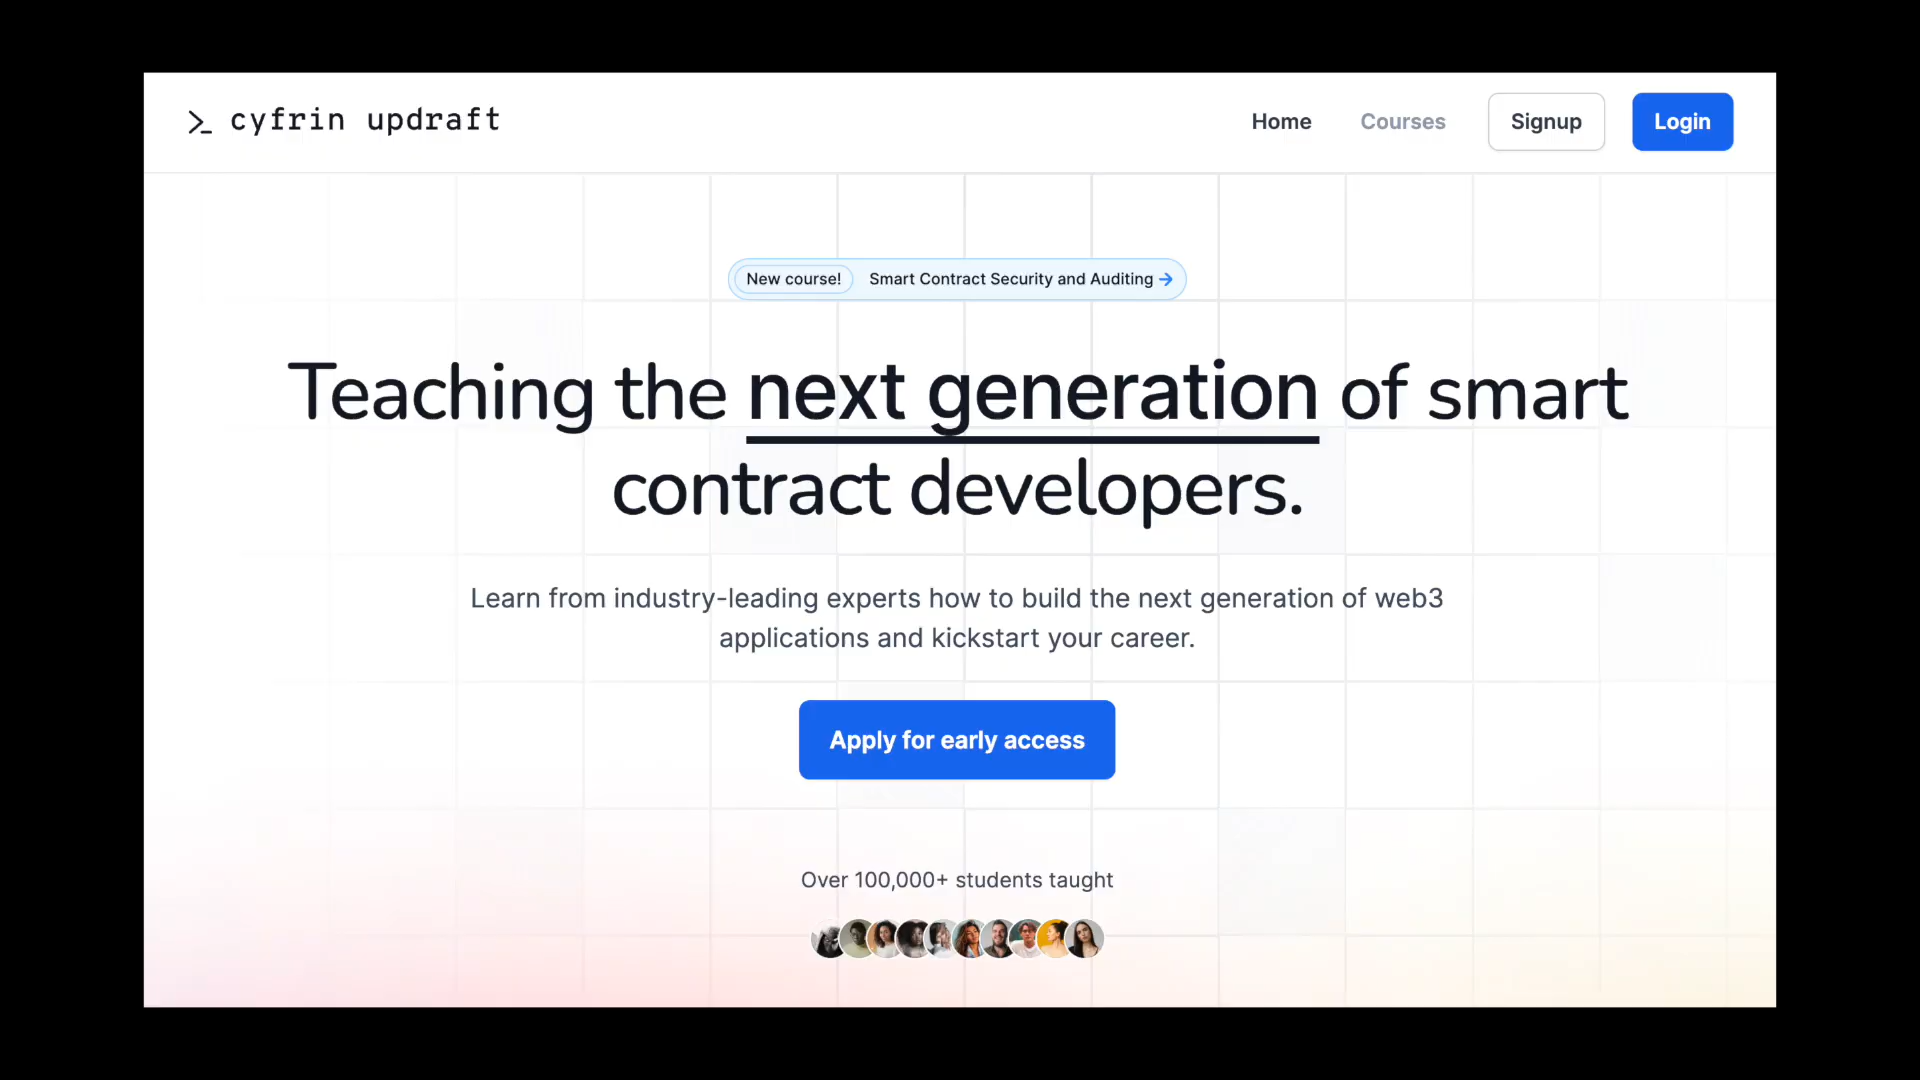 >_ cyfrin updraft
Home
Courses
Signup
Login
New course! Smart Contract Security and Auditing →
Teaching the next generation of smart
contract developers.
Learn from industry-leading experts how to build the next generation of web3
applications and kickstart your career.
Apply for early access
Over 100,000+ students taught